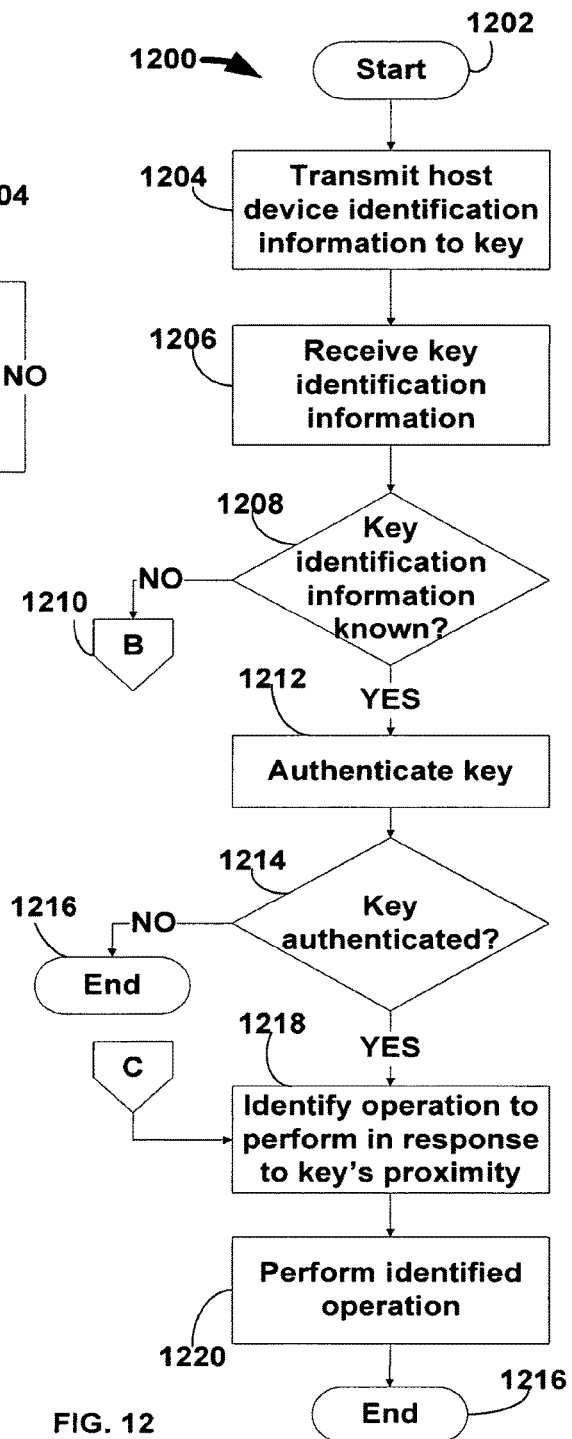 1202
1200
Start
1204
Transmit host
device identification
information to key
04
1206
Receive key
identification
information
NO
1208
Key
identification
information
known?
NO
1210
B
YES
1212
Authenticate key
1214
Key
authenticated?
1216
NO
End
YES
1218
C
Identify operation to
perform in response
to key's proximity
Perform identified
operation
1220
1216
End
FIG. 12